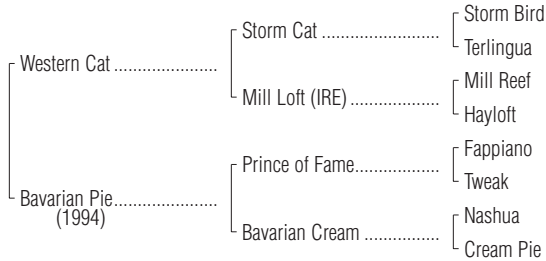 Storm Bird
Storm Cat ..............................
Terlingua
Western Cat .....................
Mill Reef
Mill Loft (IRE) .......................
Hayloft
Fappiano
Prince of Fame......................
Tweak
Bavarian Pie.....................
(1994)
Nashua
Bavarian Cream ...................
Cream Pie